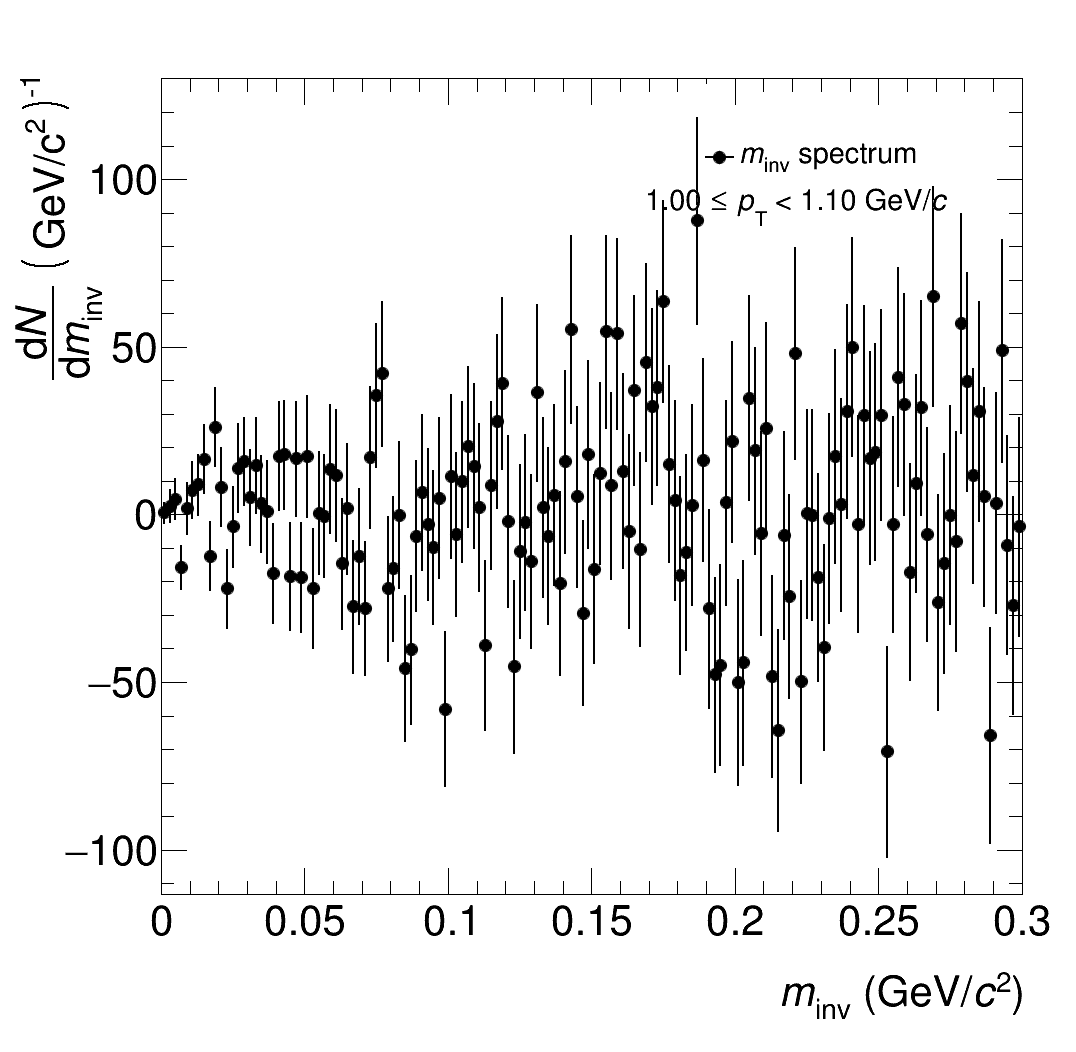 dN/dm_inv (GeV/c²)⁻¹
m_inv spectrum
1.00 ≤ p_T < 1.10 GeV/c
100
50
0
−50
−100
0 0.05 0.1 0.15 0.2 0.25 0.3
m_inv (GeV/c²)